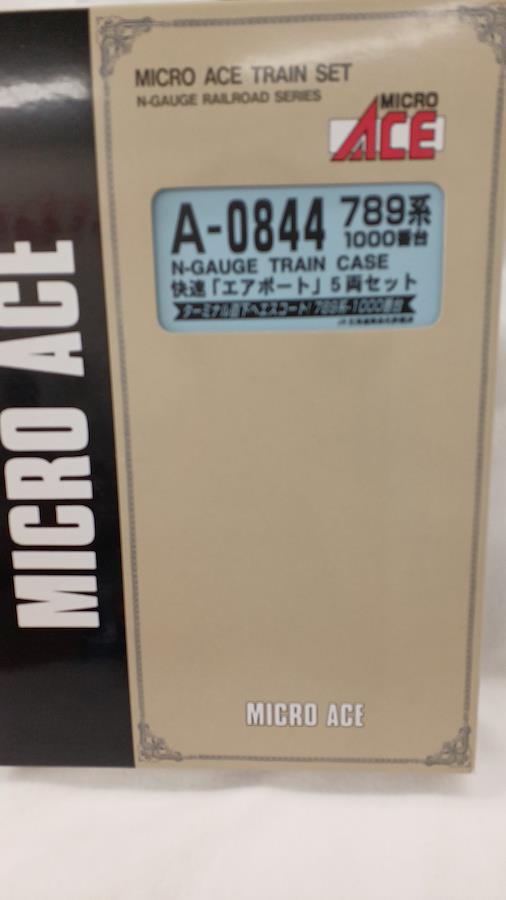 MICRO ACE
MICRO ACE TRAIN SET
N-GAUGE RAILROAD SERIES
MICRO
ACE
A-0844 789系
1000番台
N-GAUGE TRAIN CASE
快速「エアポート」5両セット
ターミナル直下へエスコート!789系-1000番台
MICRO ACE